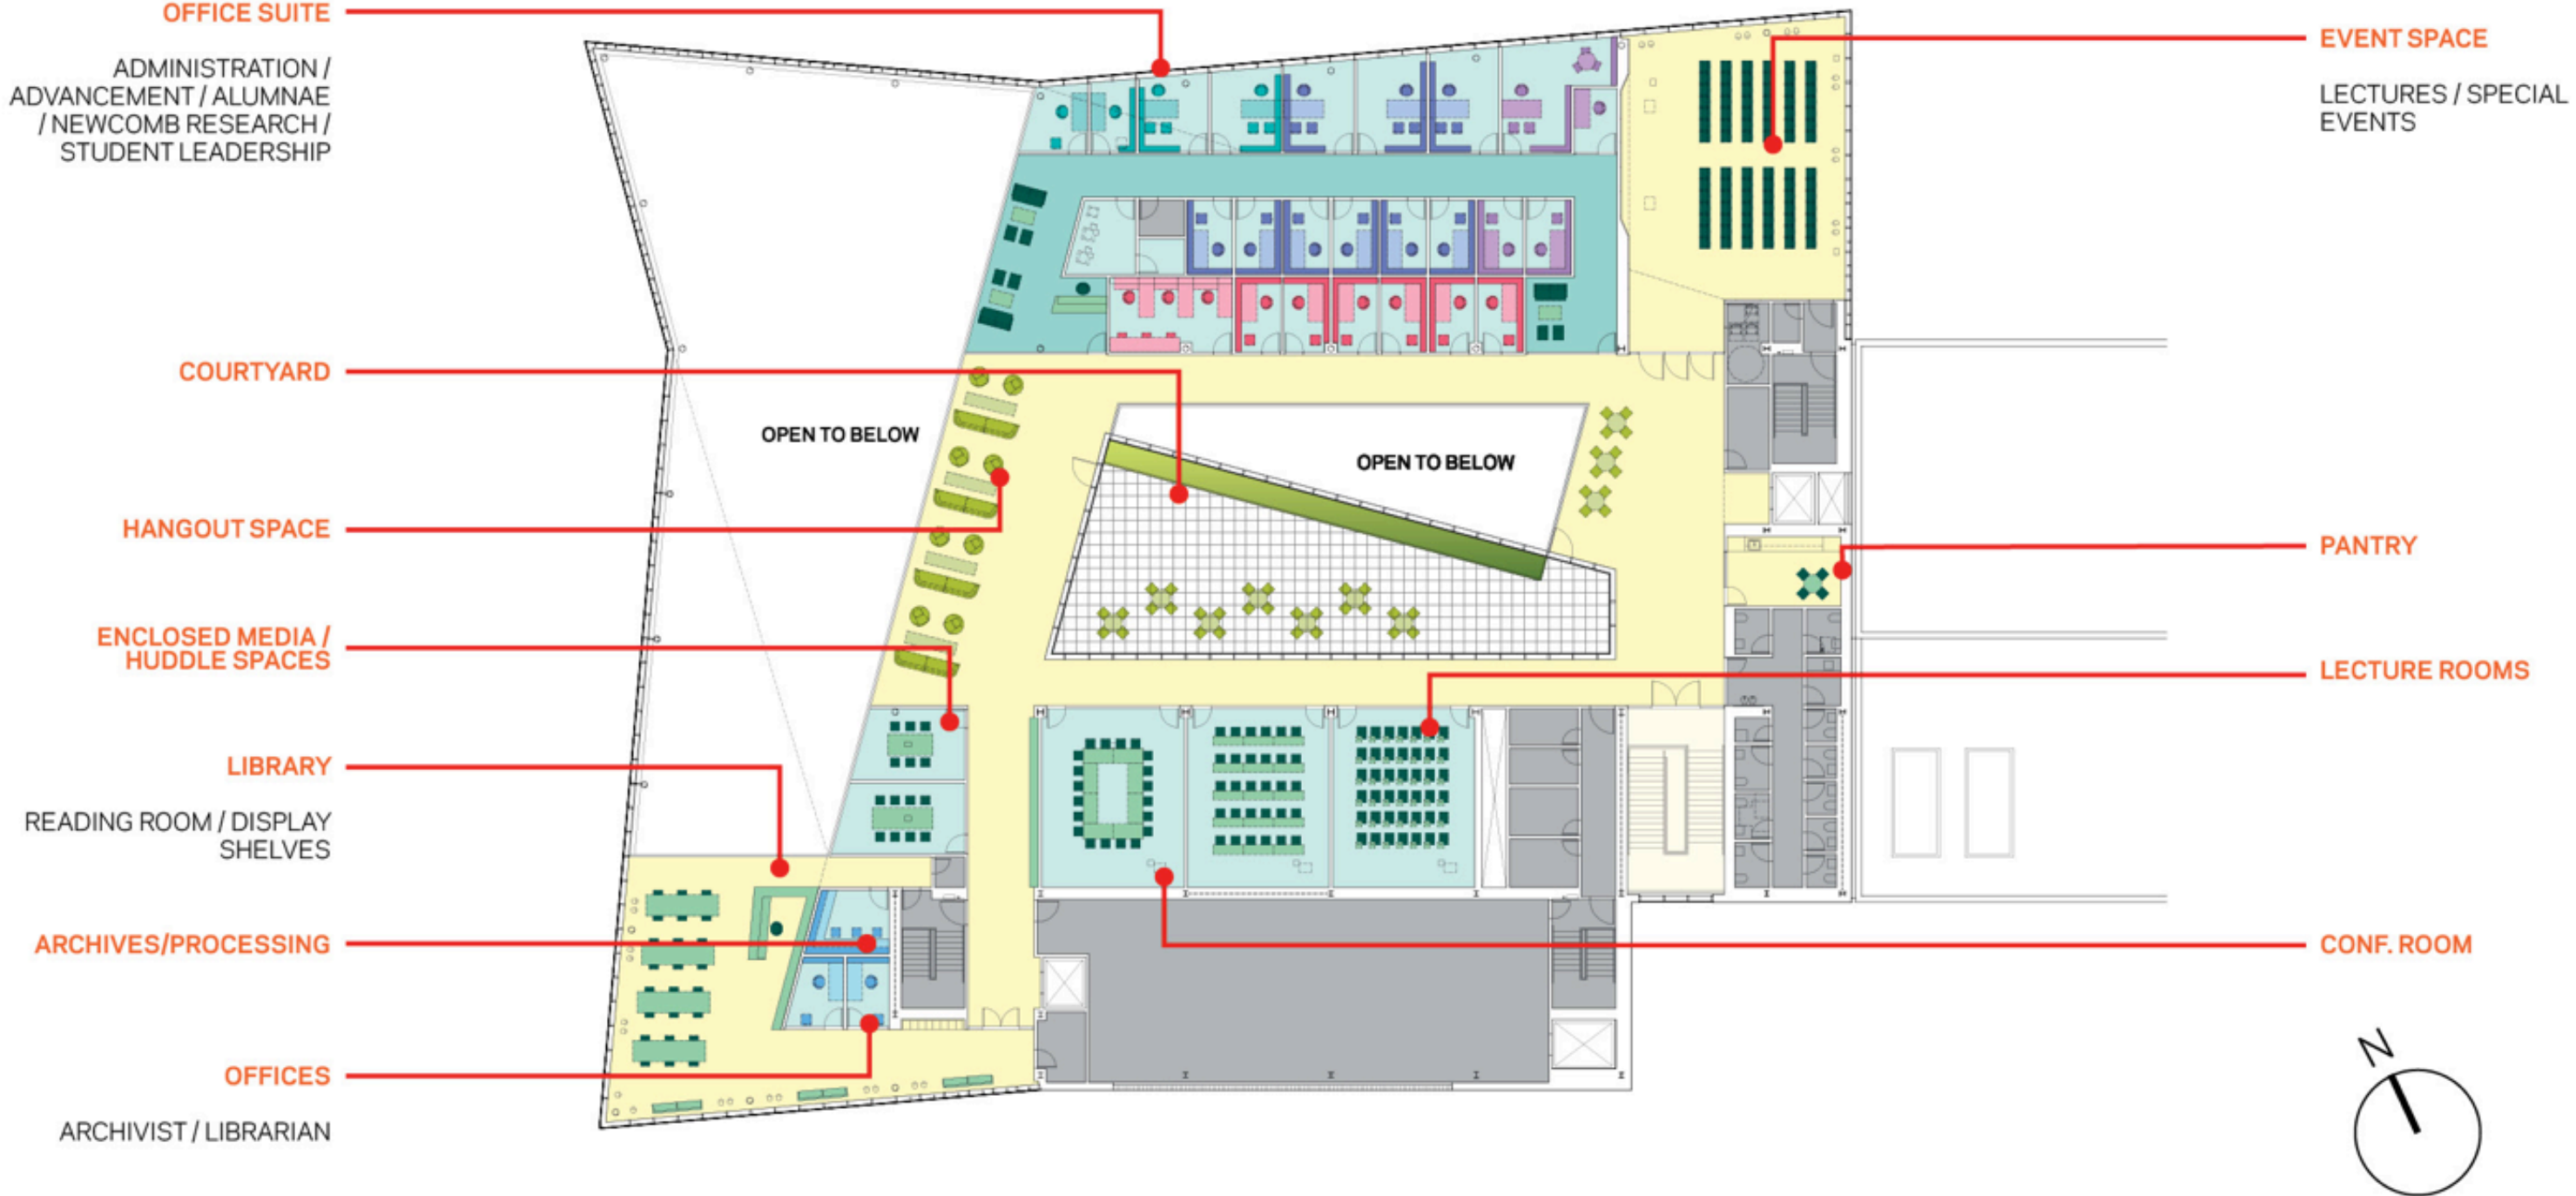 OFFICE SUITE
ADMINISTRATION /
ADVANCEMENT / ALUMNAE
/ NEWCOMB RESEARCH /
STUDENT LEADERSHIP
COURTYARD
HANGOUT SPACE
ENCLOSED MEDIA /
HUDDLE SPACES
LIBRARY
READING ROOM / DISPLAY
SHELVES
ARCHIVES/PROCESSING
OFFICES
ARCHIVIST / LIBRARIAN
OPEN TO BELOW
OPEN TO BELOW
EVENT SPACE
LECTURES / SPECIAL
EVENTS
PANTRY
LECTURE ROOMS
CONF. ROOM
N